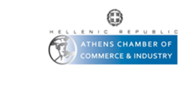 HELLENIC REPUBLIC
ATHENS CHAMBER OF
COMMERCE & INDUSTRY